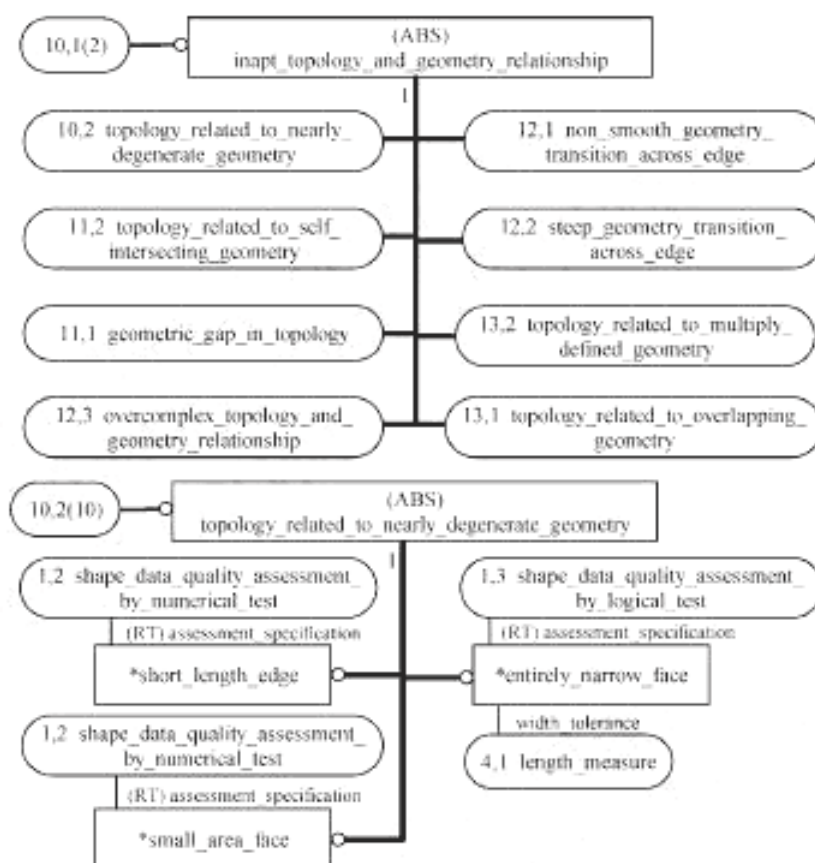 10,1(2)
(ABS)
inapt_topology_and_geometry_relationship
1
10,2 topology_related_to_nearly_
degenerate_geometry
12,1 non_smooth_geometry_
transition_across_edge
11,2 topology_related_to_self_
intersecting_geometry
12,2 steep_geometry_transition_
across_edge
11,1 geometric_gap_in_topology
13,2 topology_related_to_multiply_
defined_geometry
12,3 overcomplex_topology_and_
geometry_relationship
13,1 topology_related_to_overlapping_
geometry
10,2(10)
(ABS)
topology_related_to_nearly_degenerate_geometry
1
1,2 shape_data_quality_assessment_
by_numerical_test
(RT) assessment_specification
*short_length_edge
1,3 shape_data_quality_assessment_
by_logical_test
(RT) assessment_specification
*entirely_narrow_face
width_tolerance
4,1 length_measure
1,2 shape_data_quality_assessment_
by_numerical_test
(RT) assessment_specification
*small_area_face